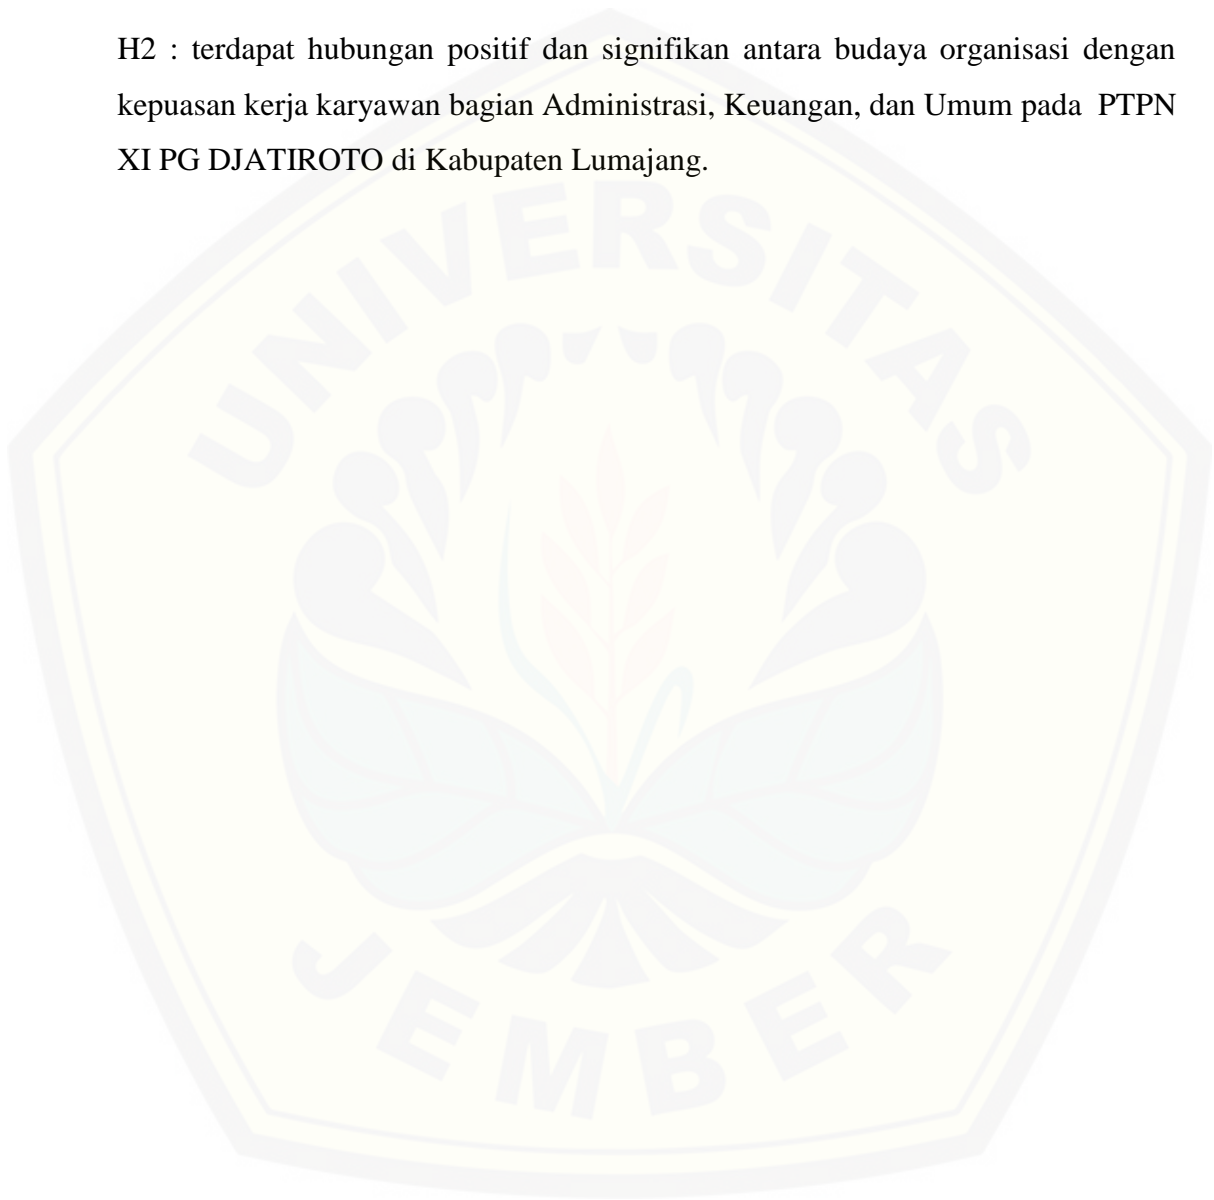 H2 : terdapat hubungan positif dan signifikan antara budaya organisasi dengan
kepuasan kerja karyawan bagian Administrasi, Keuangan, dan Umum pada PTPN
XI PG DJATIROTO di Kabupaten Lumajang.
UNIVERSITAS
JEMBER